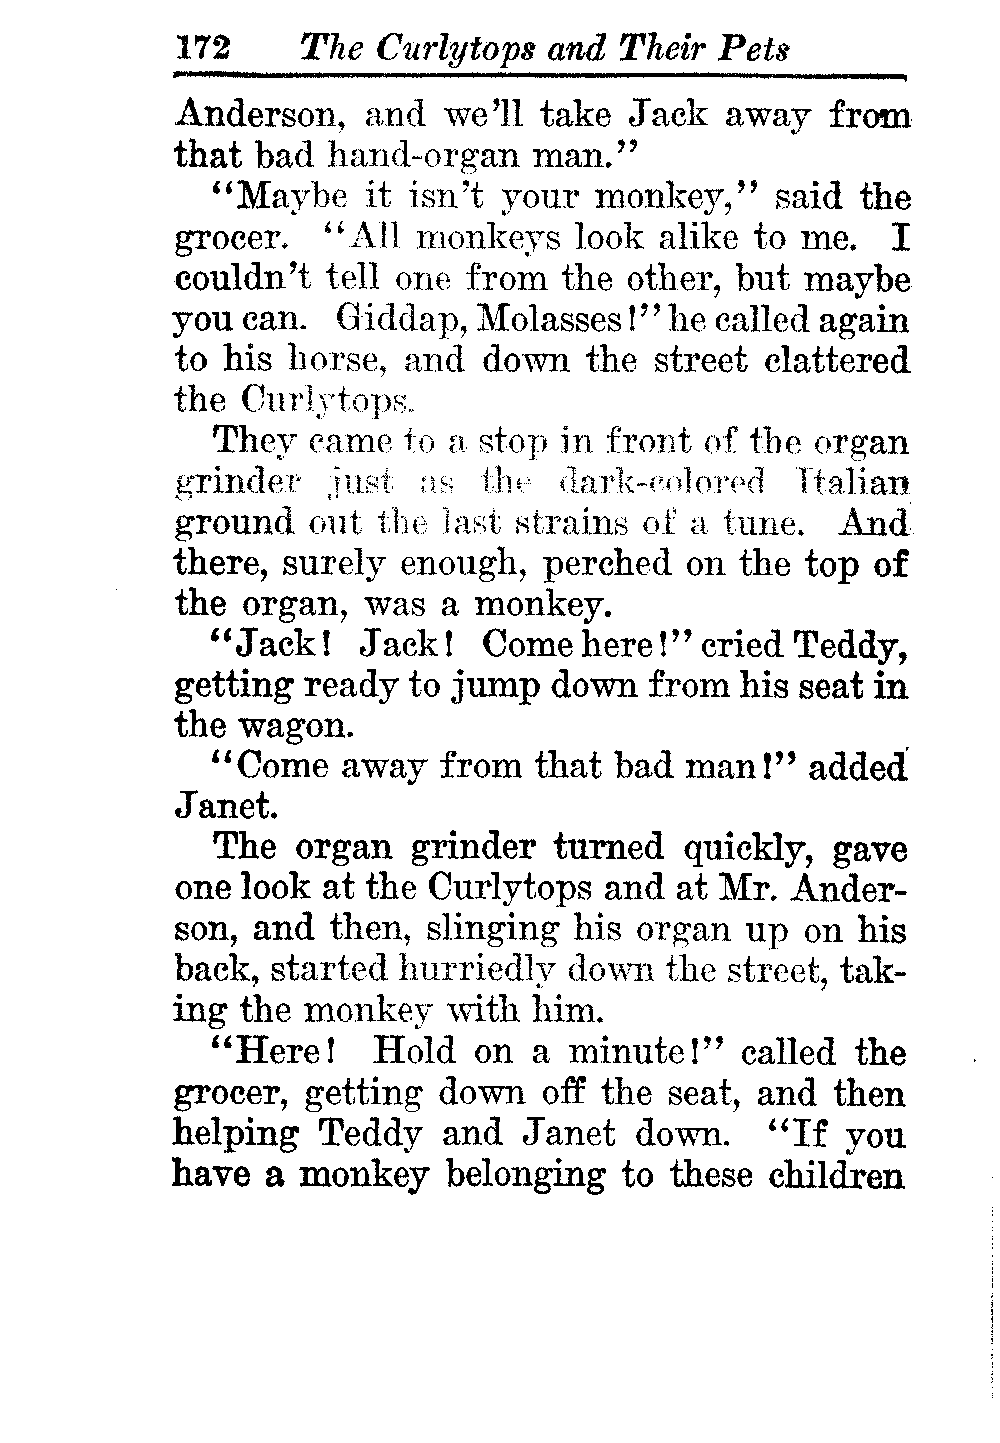 172 The Curlytops and Their Pets
Anderson, and we'll take Jack away from
that bad hand-organ man."
"Maybe it isn't your monkey," said the
grocer. "All monkeys look alike to me. I
couldn't tell one from the other, but maybe
you can. Giddap, Molasses!" he called again
to his horse, and down the street clattered
the Curlytops.
They came to a stop in front of the organ
grinder just as the dark-colored Italian
ground out the last strains of a tune. And
there, surely enough, perched on the top of
the organ, was a monkey.
"Jack! Jack! Come here!" cried Teddy,
getting ready to jump down from his seat in
the wagon.
"Come away from that bad man!" added
Janet.
The organ grinder turned quickly, gave
one look at the Curlytops and at Mr. Ander-
son, and then, slinging his organ up on his
back, started hurriedly down the street, tak-
ing the monkey with him.
"Here! Hold on a minute!" called the
grocer, getting down off the seat, and then
helping Teddy and Janet down. "If you
have a monkey belonging to these children